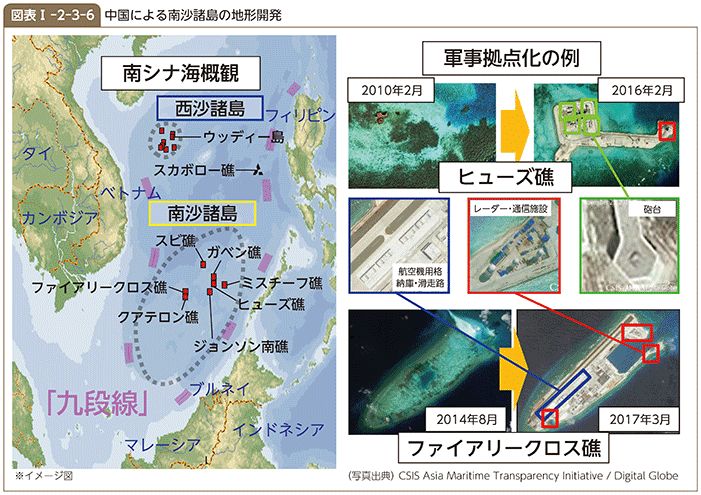 図表Ⅰ-2-3-6 中国による南沙諸島の地形開発
南シナ海概観
西沙諸島
フィリピン
ウッディー島
タイ
スカボロー礁
ベトナム
カンボジア
南沙諸島
スビ礁
ガベン礁
ファイアリークロス礁
ミスチーフ礁
ヒューズ礁
クアテロン礁
ジョンソン南礁
「九段線」
ブルネイ
インドネシア
マレーシア
※イメージ図
軍事拠点化の例
2010年2月
2016年2月
ヒューズ礁
レーダー・通信施設
砲台
航空機用格
納庫・滑走路
CSIS AMTI / Digital Globe
2014年8月
2017年3月
ファイアリークロス礁
(写真出典) CSIS Asia Maritime Transparency Initiative / Digital Globe